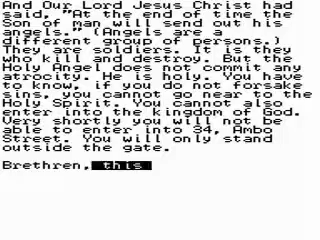 And Our Lord Jesus Christ had
said, "At the end of time the
Son of man will send out his
angels." (Angels are a
different group of persons.)
They are soldiers. It is they
who kill and destroy. But the
Holy Angel does not commit any
atrocity. He is holy. You have
to know, if you do not forsake
sins, you cannot go near to the
Holy Spirit. You cannot also
enter into the kingdom of God.
Very shortly you will not be
able to enter into 34, Ambo
Street. You will only stand
outside the gate.
Brethren, this